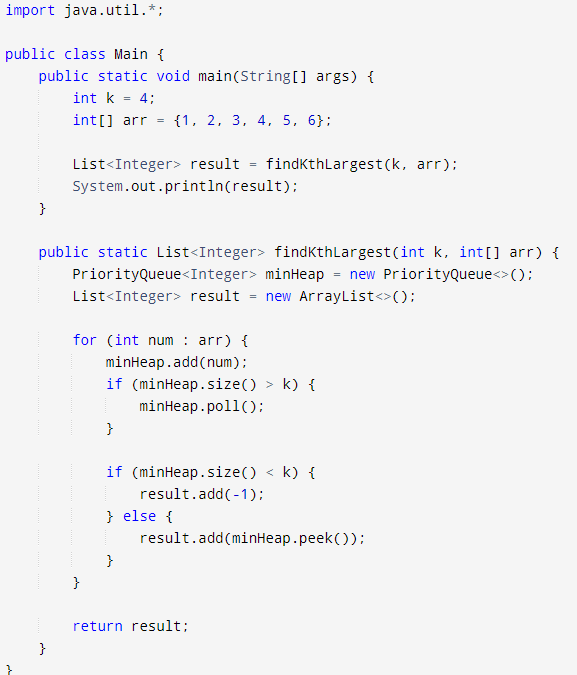 import java.util.*;
public class Main {
    public static void main(String[] args) {
        int k = 4;
        int[] arr = {1, 2, 3, 4, 5, 6};
        List<Integer> result = findKthLargest(k, arr);
        System.out.println(result);
    }
    public static List<Integer> findKthLargest(int k, int[] arr) {
        PriorityQueue<Integer> minHeap = new PriorityQueue<>();
        List<Integer> result = new ArrayList<>();
        for (int num : arr) {
            minHeap.add(num);
            if (minHeap.size() > k) {
                minHeap.poll();
            }
            if (minHeap.size() < k) {
                result.add(-1);
            } else {
                result.add(minHeap.peek());
            }
        }
        return result;
    }
}